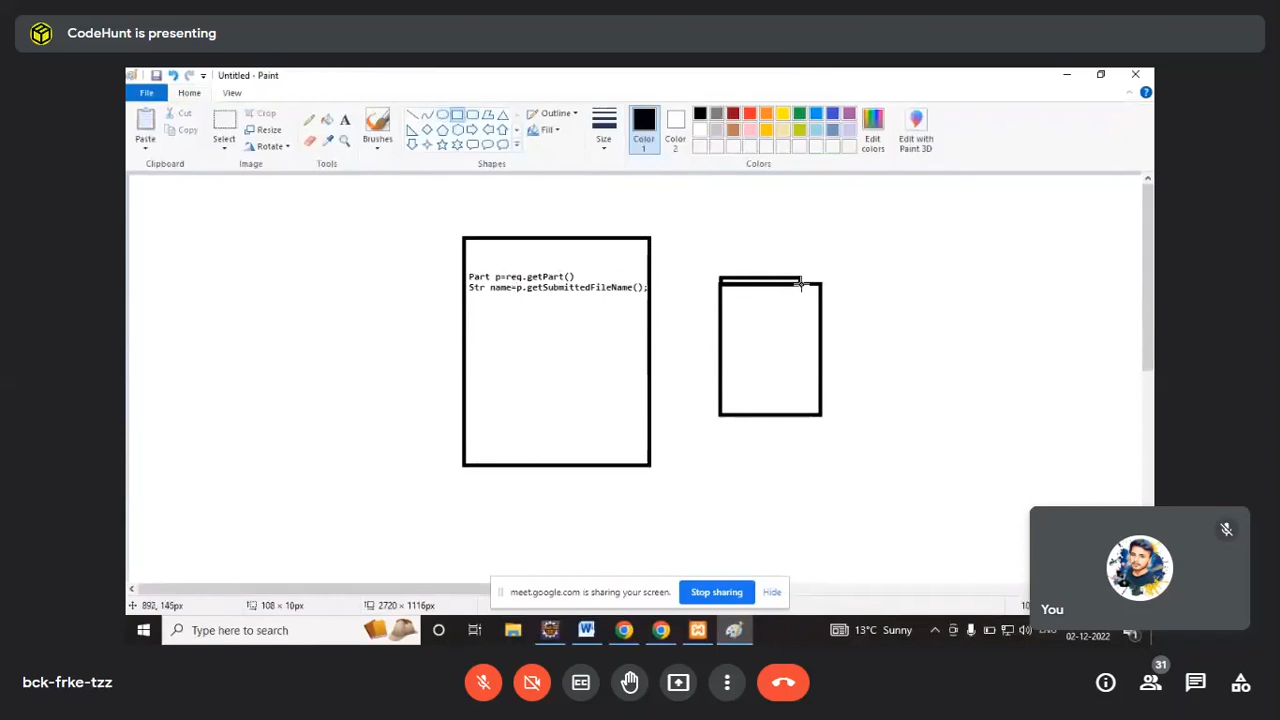 CodeHunt is presenting
Untitled - Paint
File
Home
View
Paste
Cut
Copy
Clipboard
Select
Crop
Resize
Rotate
Image
Tools
Brushes
Shapes
Outline
Fill
Size
Color 1
Color 2
Colors
Edit colors
Edit with Paint 3D
Part p=req.getPart()
Str name=p.getSubmittedFileName();
meet.google.com is sharing your screen.
Stop sharing
Hide
892, 145px
108 × 10px
2720 × 1116px
You
Type here to search
13°C Sunny
02-12-2022
bck-frke-tzz
31